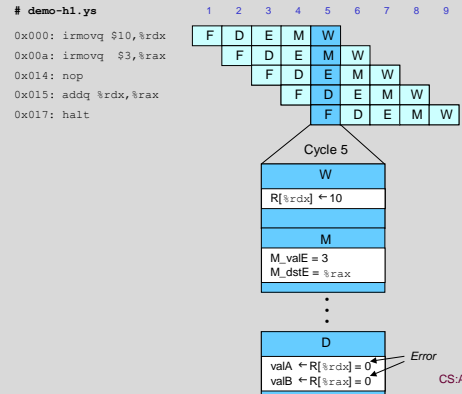 # demo-h1.ys
1 2 3 4 5 6 7 8 9
0x000: irmovq $10,%rdx F D E M W
0x00a: irmovq $3,%rax F D E M W
0x014: nop F D E M W
0x015: addq %rdx,%rax F D E M W
0x017: halt F D E M W
Cycle 5
W
R[%rdx] ← 10
M
M_valE = 3
M_dstE = %rax
D
valA ← R[%rdx] = 0
valB ← R[%rax] = 0
Error
CS:A